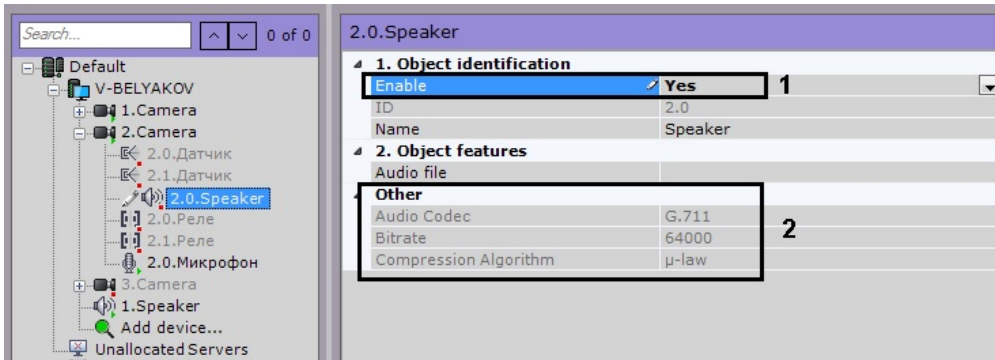 Search...
0 of 0
Default
V-BELYAKOV
1.Camera
2.Camera
2.0.Датчик
2.1.Датчик
2.0.Speaker
2.0.Реле
2.1.Реле
2.0.Микрофон
3.Camera
1.Speaker
Add device...
Unallocated Servers
2.0.Speaker
1. Object identification
Enable Yes 1
ID 2.0
Name Speaker
2. Object features
Audio file
Other
Audio Codec G.711
Bitrate 64000 2
Compression Algorithm μ-law